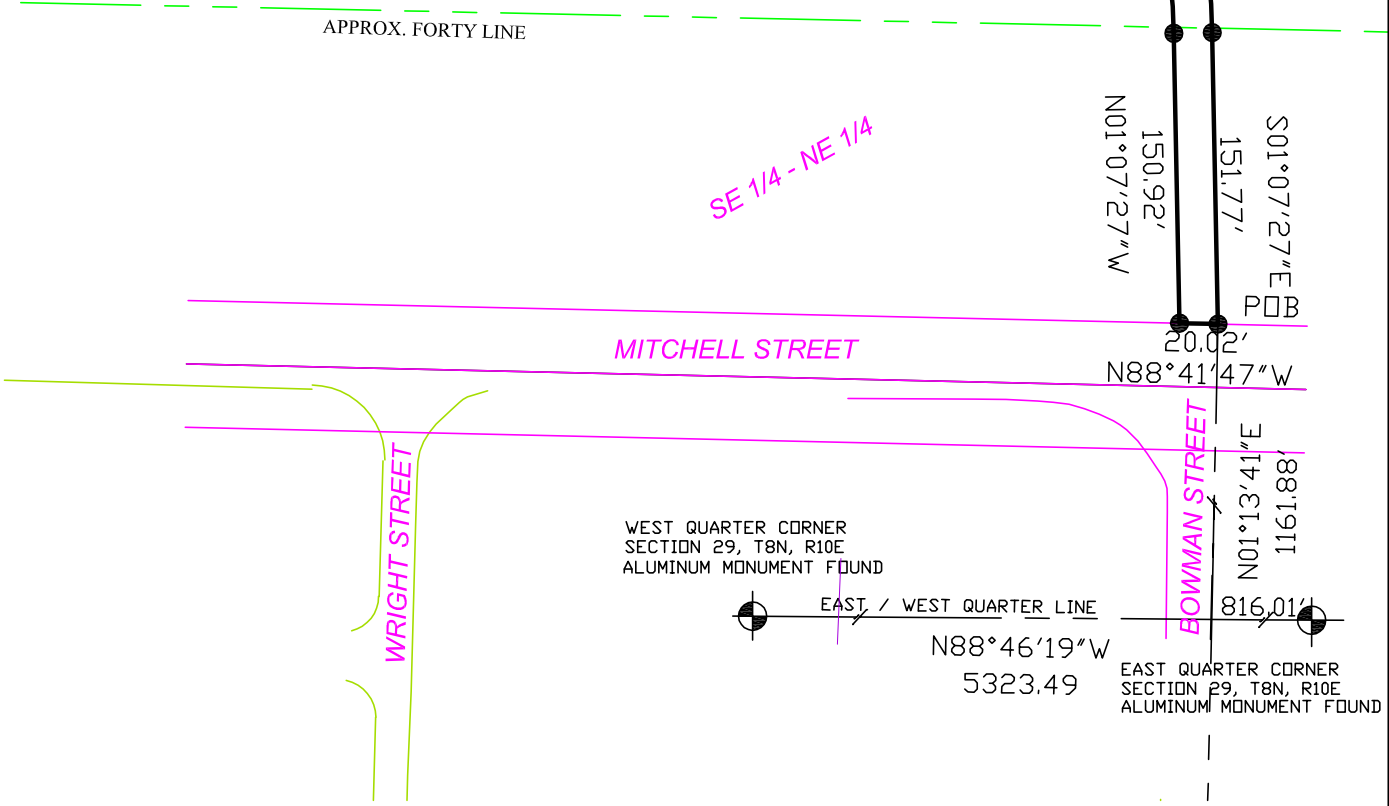 APPROX. FORTY LINE
SE 1/4 - NE 1/4
N01°07'27"W
150.92'
151.77'
S01°07'27"E
POB
MITCHELL STREET
20.02'
N88°41'47"W
WRIGHT STREET
BOWMAN STREET
N01°13'41"E
1161.88'
WEST QUARTER CORNER
SECTION 29, T8N, R10E
ALUMINUM MONUMENT FOUND
EAST / WEST QUARTER LINE
816.01'
N88°46'19"W
5323.49
EAST QUARTER CORNER
SECTION 29, T8N, R10E
ALUMINUM MONUMENT FOUND